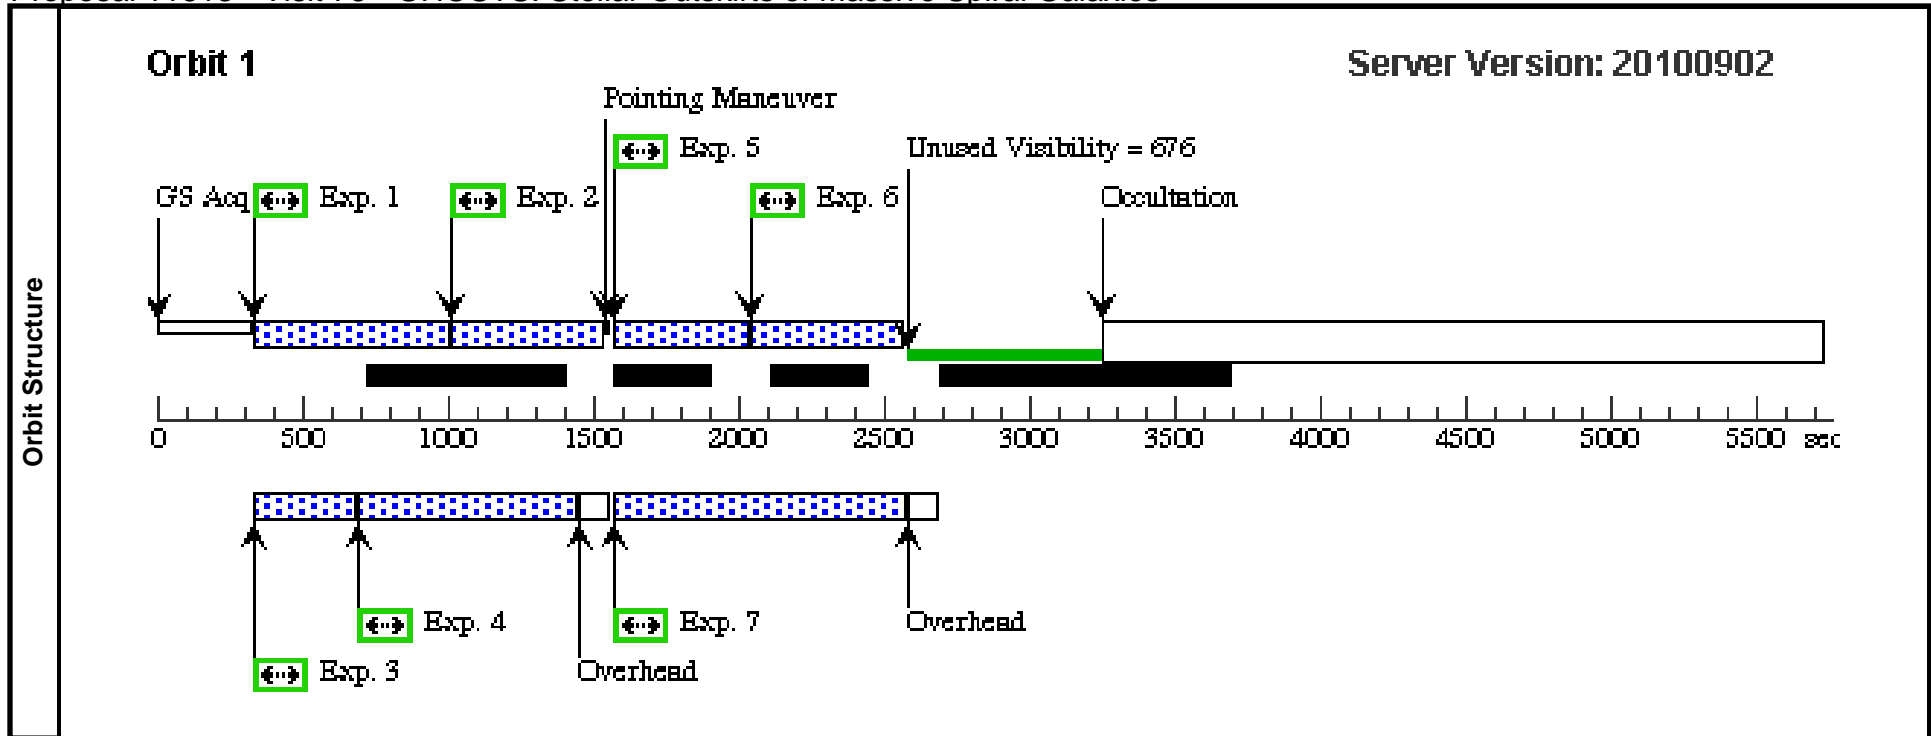 Orbit 1
Server Version: 20100902
Pointing Maneuver
Exp. 5
Unused Visibility = 676
GS Acq
Exp. 1
Exp. 2
Exp. 6
Occultation
Orbit Structure
0 500 1000 1500 2000 2500 3000 3500 4000 4500 5000 5500 sec
Exp. 4
Exp. 7
Overhead
Exp. 3
Overhead